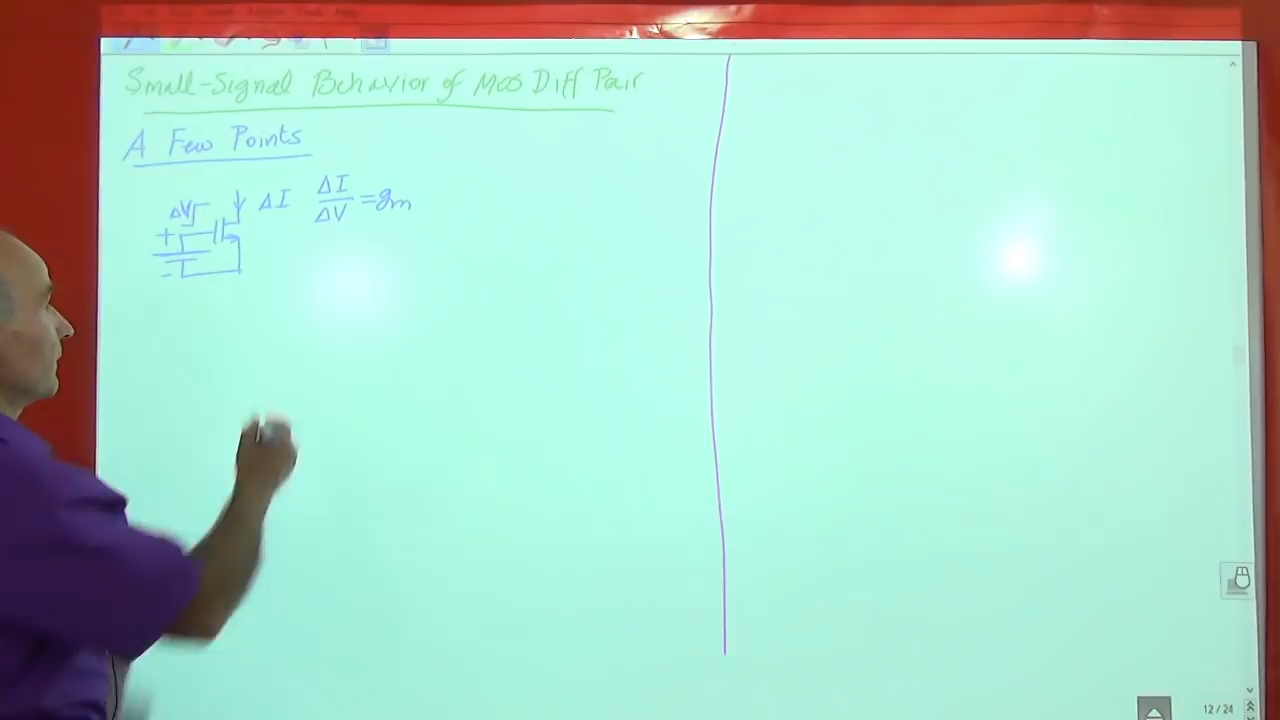 Small-Signal Behavior of MOS Diff Pair
A Few Points
ΔV ΔI ΔI/ΔV = gm
+
-
12/24